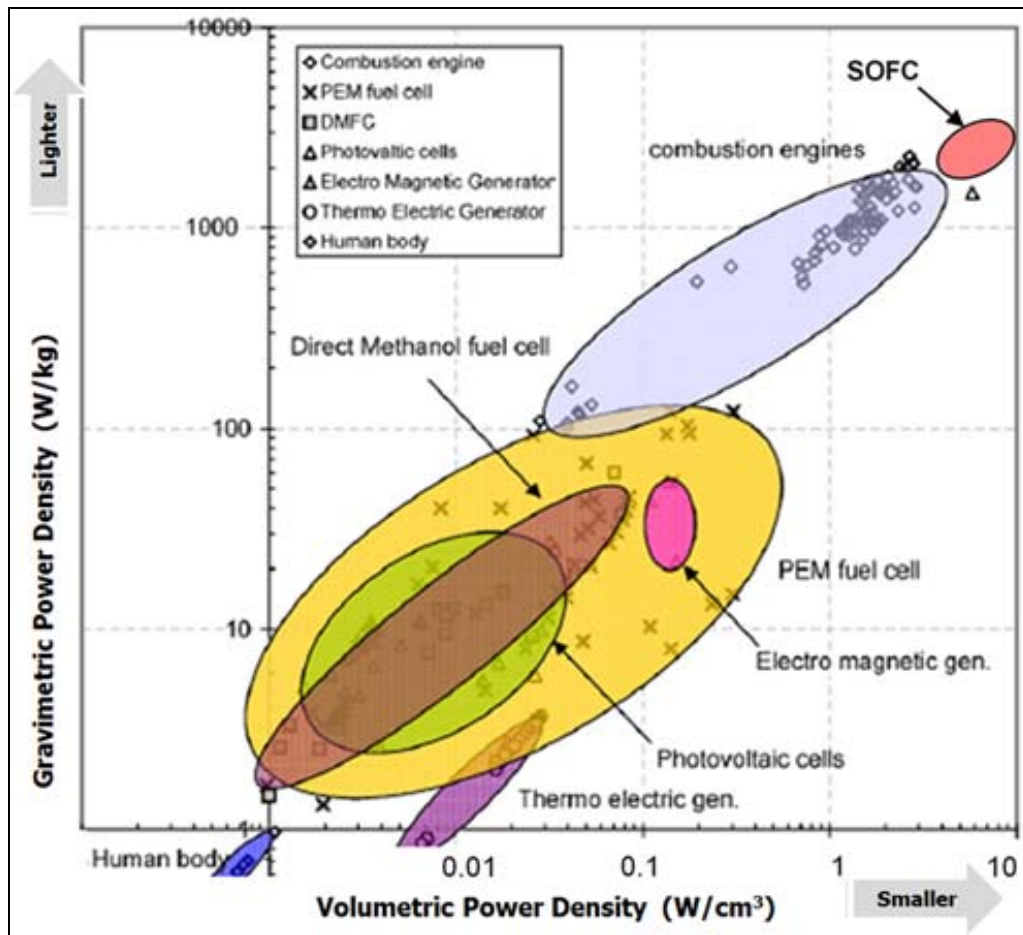 10000
1000
100
10
1
Lighter
Gravimetric Power Density (W/kg)
Combustion engine
PEM fuel cell
DMFC
Photovaltic cells
Electro Magnetic Generator
Thermo Electric Generator
Human body
SOFC
combustion engines
Direct Methanol fuel cell
PEM fuel cell
Electro magnetic gen.
Photovoltaic cells
Thermo electric gen.
Human body
0.01
0.1
1
10
Volumetric Power Density (W/cm³)
Smaller